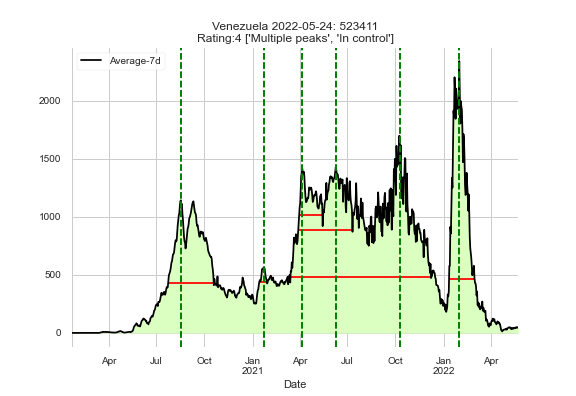 Venezuela 2022-05-24: 523411
Rating:4 ['Multiple peaks', 'In control']
Average-7d
2000
1500
1000
500
0
Apr Jul Oct Jan Apr Jul Oct Jan Apr
2021 2022
Date